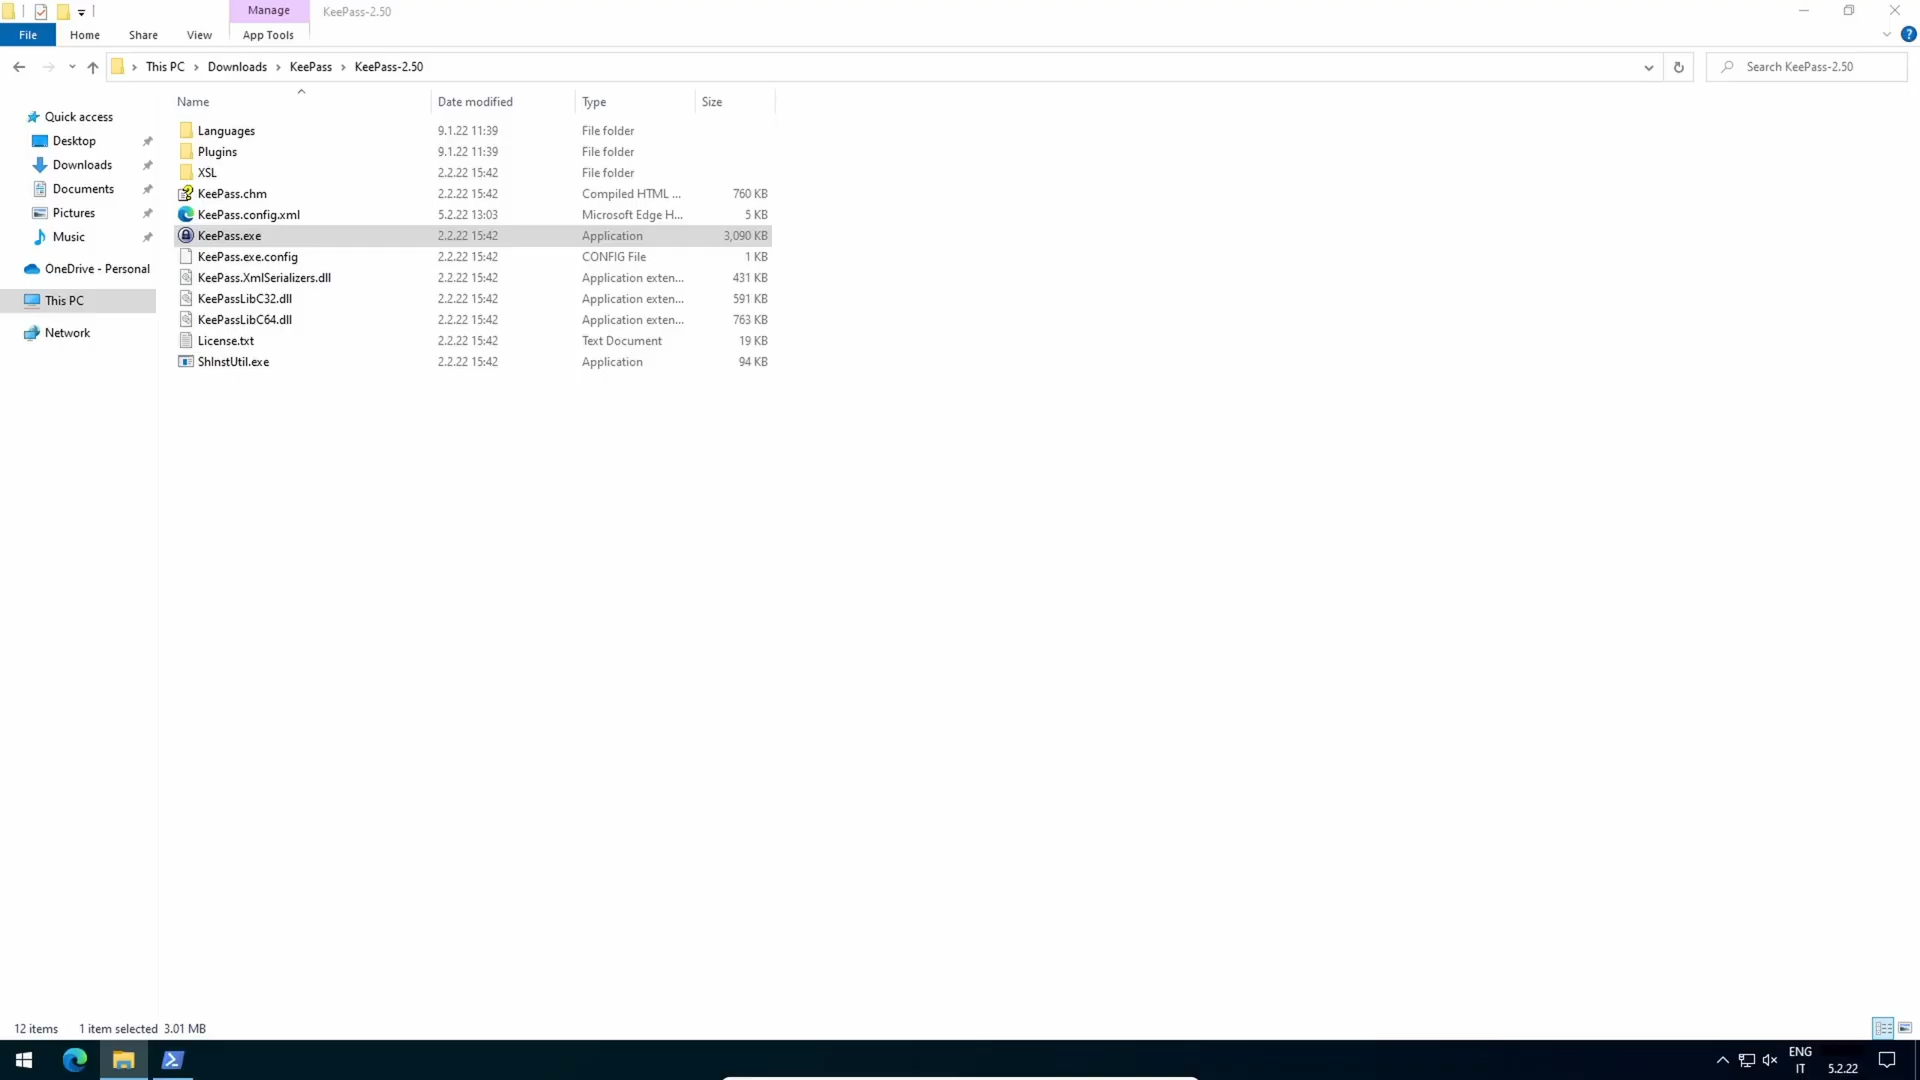 Manage
KeePass-2.50
File
Home
Share
View
App Tools
This PC
Downloads
KeePass
KeePass-2.50
Search KeePass-2.50
Name
Date modified
Type
Size
Quick access
Desktop
Downloads
Documents
Pictures
Music
OneDrive - Personal
This PC
Network
Languages 9.1.22 11:39 File folder
Plugins 9.1.22 11:39 File folder
XSL 2.2.22 15:42 File folder
KeePass.chm 2.2.22 15:42 Compiled HTML ... 760 KB
KeePass.config.xml 5.2.22 13:03 Microsoft Edge H... 5 KB
KeePass.exe 2.2.22 15:42 Application 3,090 KB
KeePass.exe.config 2.2.22 15:42 CONFIG File 1 KB
KeePass.XmlSerializers.dll 2.2.22 15:42 Application exten... 431 KB
KeePassLibC32.dll 2.2.22 15:42 Application exten... 591 KB
KeePassLibC64.dll 2.2.22 15:42 Application exten... 763 KB
License.txt 2.2.22 15:42 Text Document 19 KB
ShInstUtil.exe 2.2.22 15:42 Application 94 KB
12 items 1 item selected 3.01 MB
ENG
IT 5.2.22